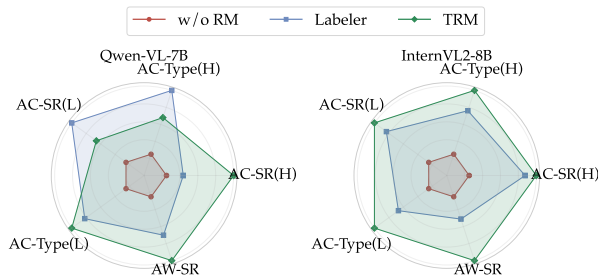 w/o RM Labeler TRM
Qwen-VL-7B
AC-Type(H)
AC-SR(L)
AC-SR(H)
AC-Type(L)
AW-SR
InternVL2-8B
AC-Type(H)
AC-SR(L)
AC-SR(H)
AC-Type(L)
AW-SR